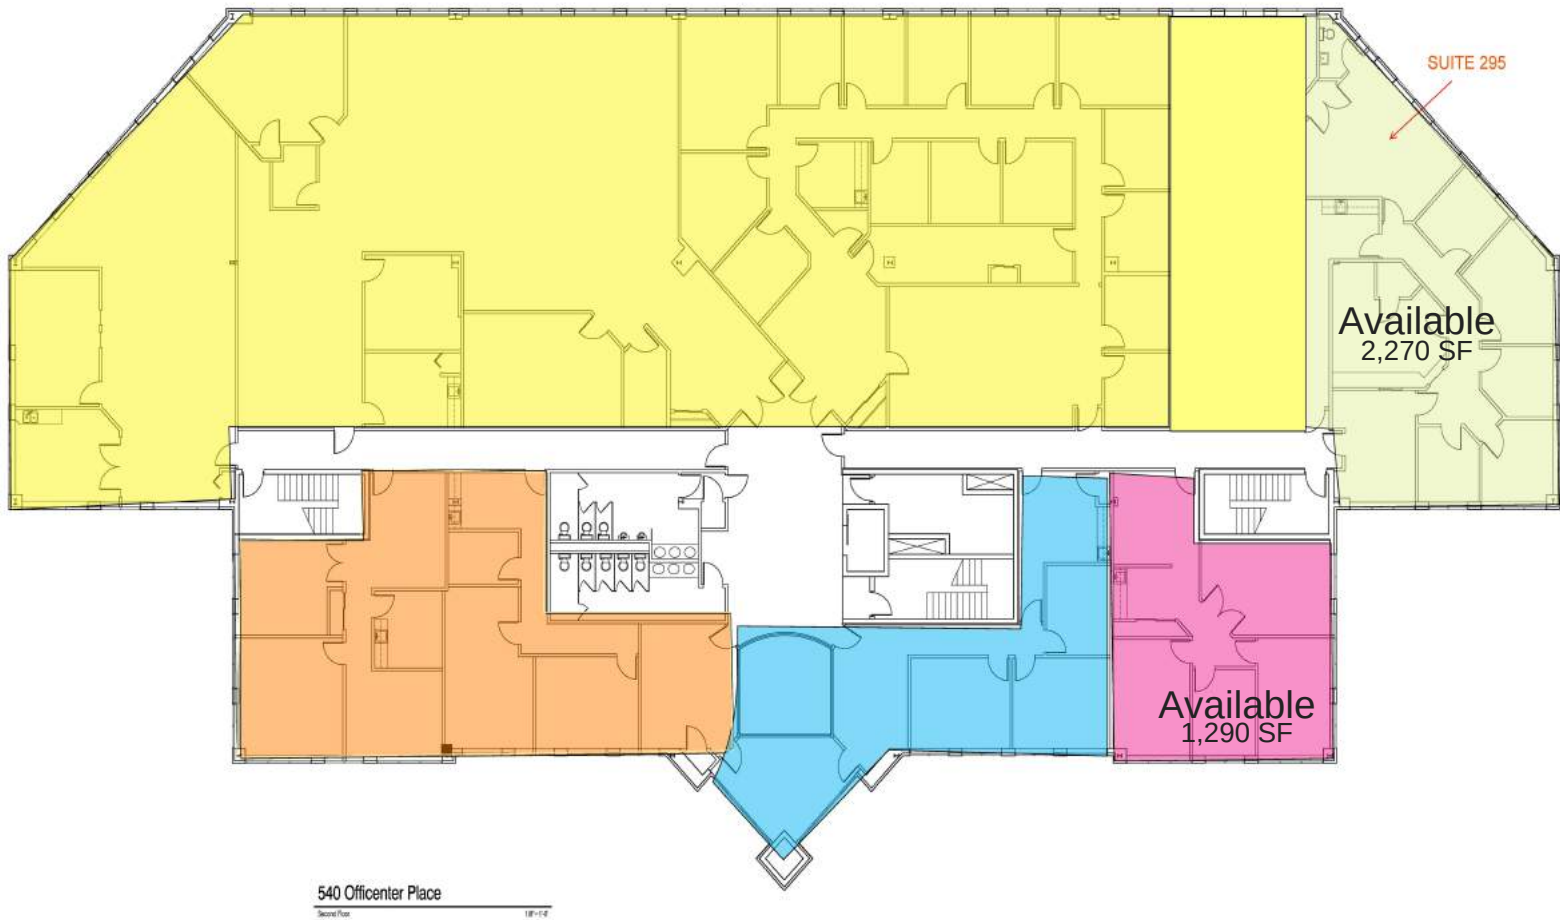 SUITE 295
Available
2,270 SF
Available
1,290 SF
540 Officenter Place
Second Floor